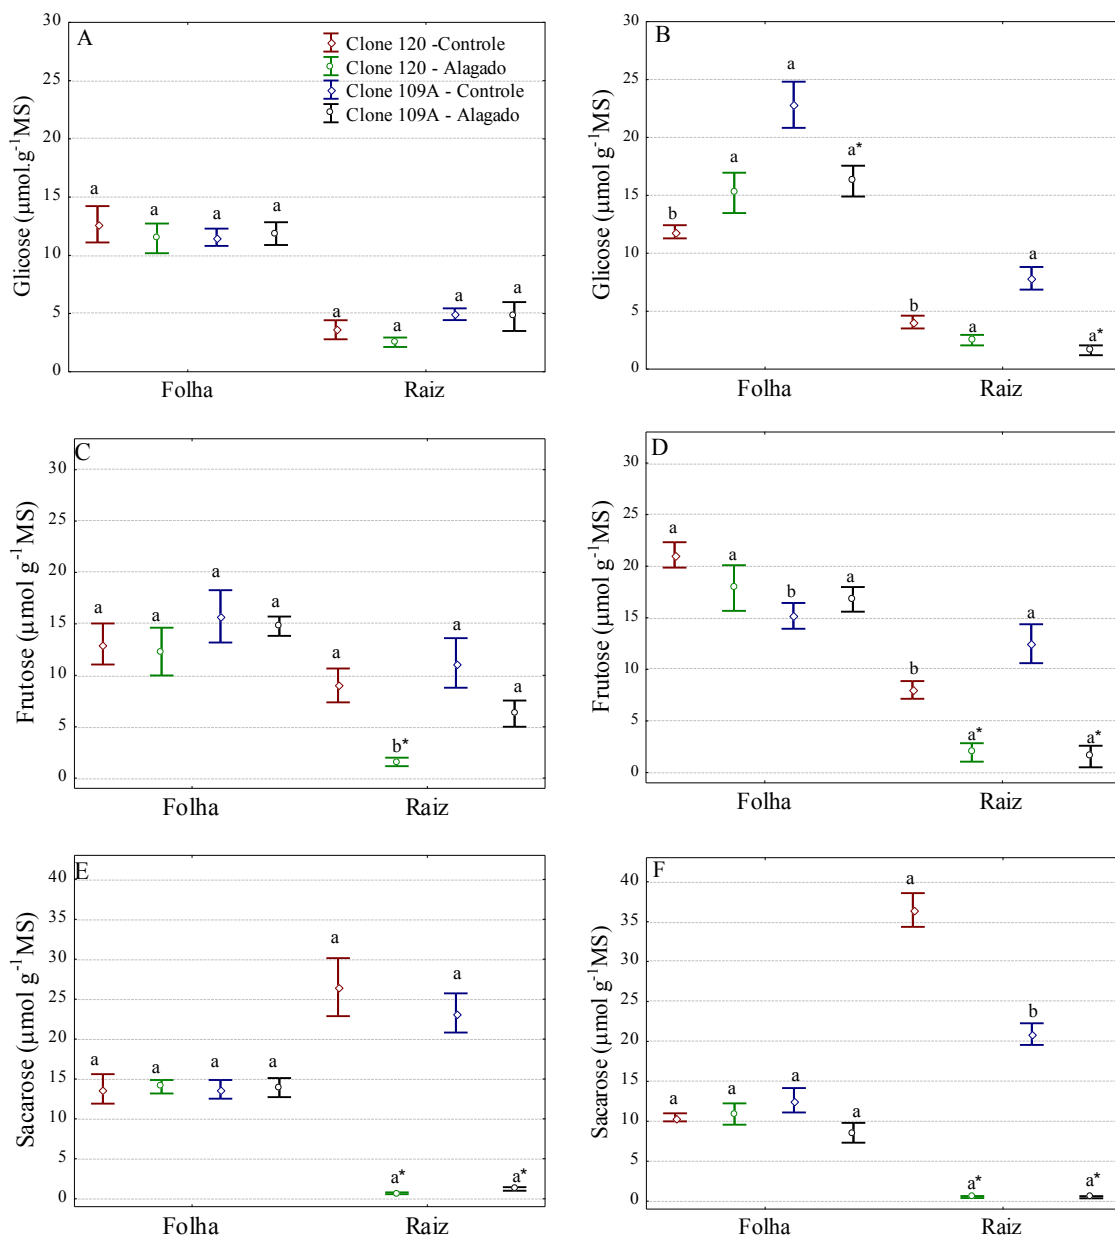 A
Clone 120 -Controle
Clone 120 - Alagado
Clone 109A - Controle
Clone 109A - Alagado
Glicose (µmol.g⁻¹MS)
30
25
20
15
10
5
0
a
a
a
a
a
a
a
a
Folha
Raiz
B
Glicose (µmol g⁻¹MS)
30
25
20
15
10
5
0
b
a
a
a*
b
a
a
a*
Folha
Raiz
C
Frutose (µmol g⁻¹MS)
30
25
20
15
10
5
0
a
a
a
a
a
b*
a
a
Folha
Raiz
D
Frutose (µmol g⁻¹MS)
30
25
20
15
10
5
0
a
a
b
a
b
a*
a
a*
Folha
Raiz
E
Sacarose (µmol g⁻¹MS)
40
35
30
25
20
15
10
5
0
a
a
a
a
a
a*
a
a*
Folha
Raiz
F
Sacarose (µmol g⁻¹MS)
40
35
30
25
20
15
10
5
0
a
a
a
a
a
a*
b
a*
Folha
Raiz